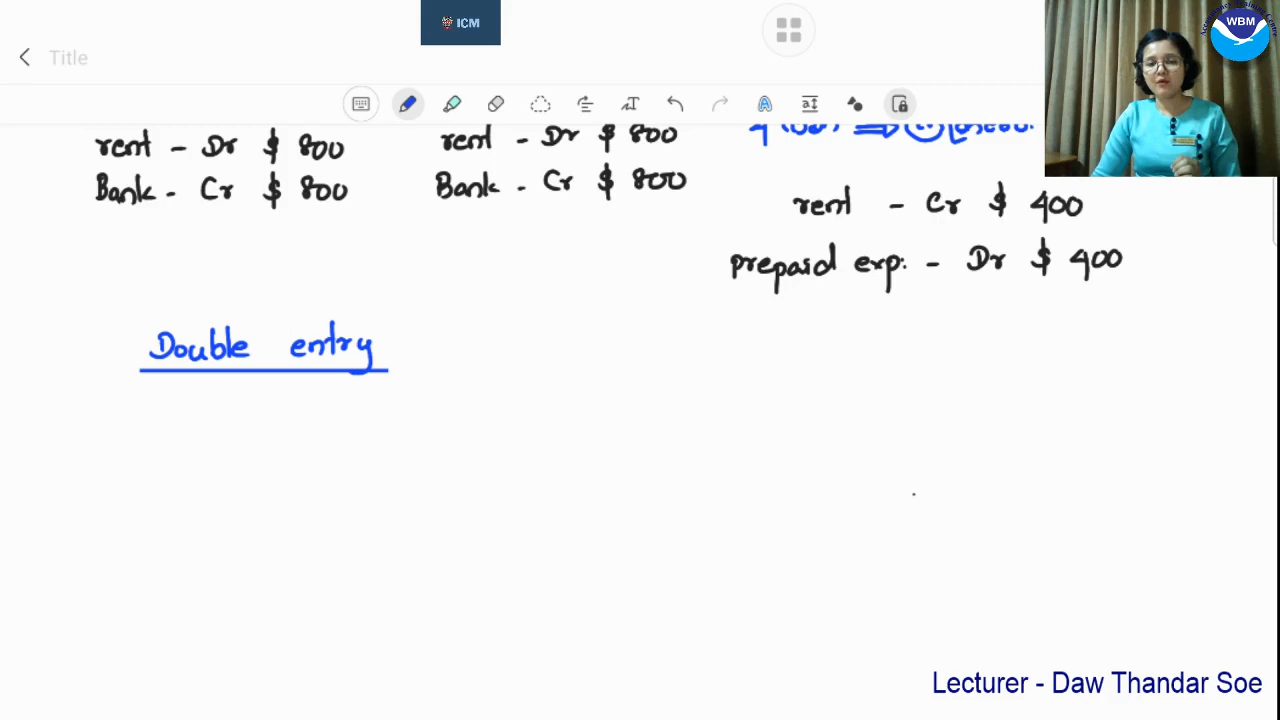 ICM
WBM
Title
rent - Dr $ 800
Bank - Cr $ 800
rent - Dr $ 800
Bank - Cr $ 800
rent - Cr $ 400
prepaid exp: - Dr $ 400
Double entry
Lecturer - Daw Thandar Soe